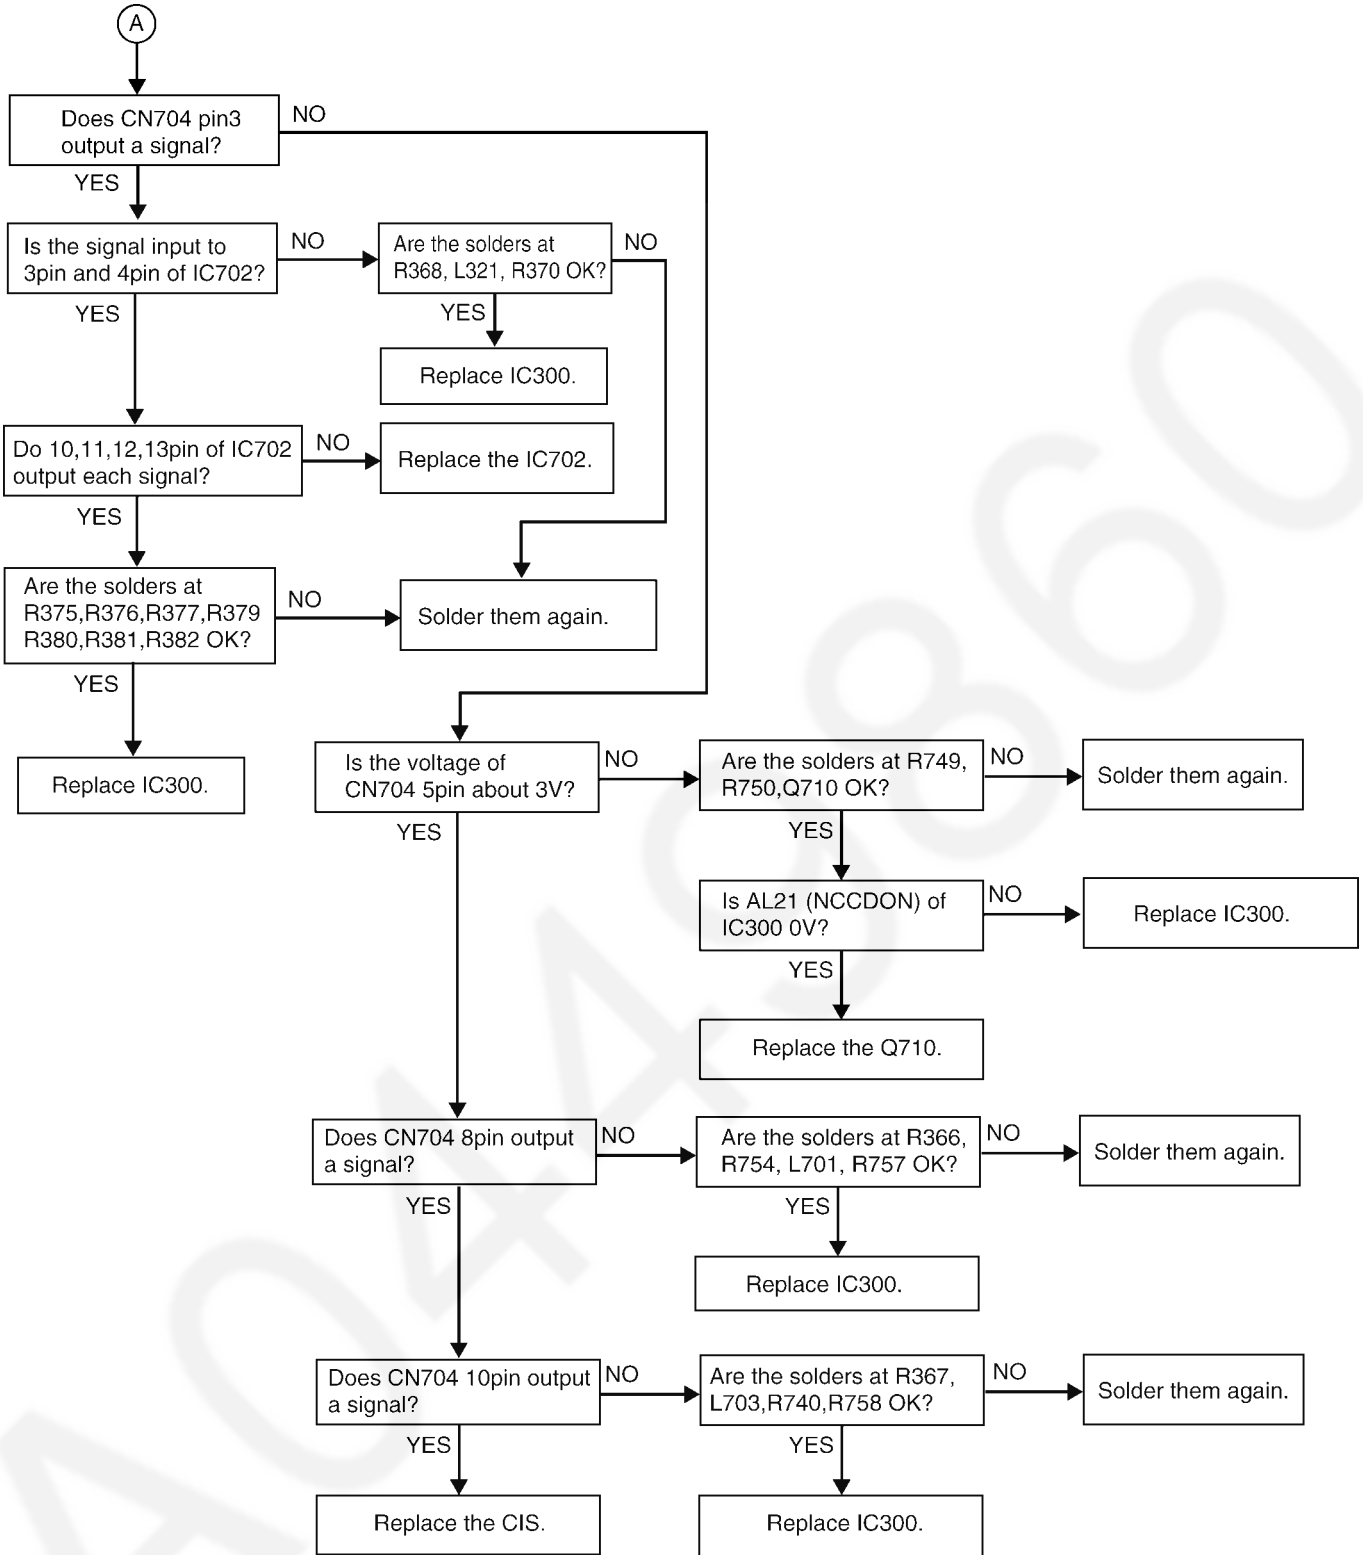 A
Does CN704 pin3
output a signal?
NO
YES
Is the signal input to
3pin and 4pin of IC702?
NO
Are the solders at
R368, L321, R370 OK?
NO
YES
YES
Replace IC300.
Do 10,11,12,13pin of IC702
output each signal?
NO
Replace the IC702.
YES
Are the solders at
R375,R376,R377,R379
R380,R381,R382 OK?
NO
Solder them again.
YES
Replace IC300.
Is the voltage of
CN704 5pin about 3V?
NO
Are the solders at R749,
R750,Q710 OK?
NO
Solder them again.
YES
YES
Is AL21 (NCCDON) of
IC300 0V?
NO
Replace IC300.
YES
Replace the Q710.
Does CN704 8pin output
a signal?
NO
Are the solders at R366,
R754, L701, R757 OK?
NO
Solder them again.
YES
YES
Replace IC300.
Does CN704 10pin output
a signal?
NO
Are the solders at R367,
L703,R740,R758 OK?
NO
Solder them again.
YES
YES
Replace the CIS.
Replace IC300.
A0449860